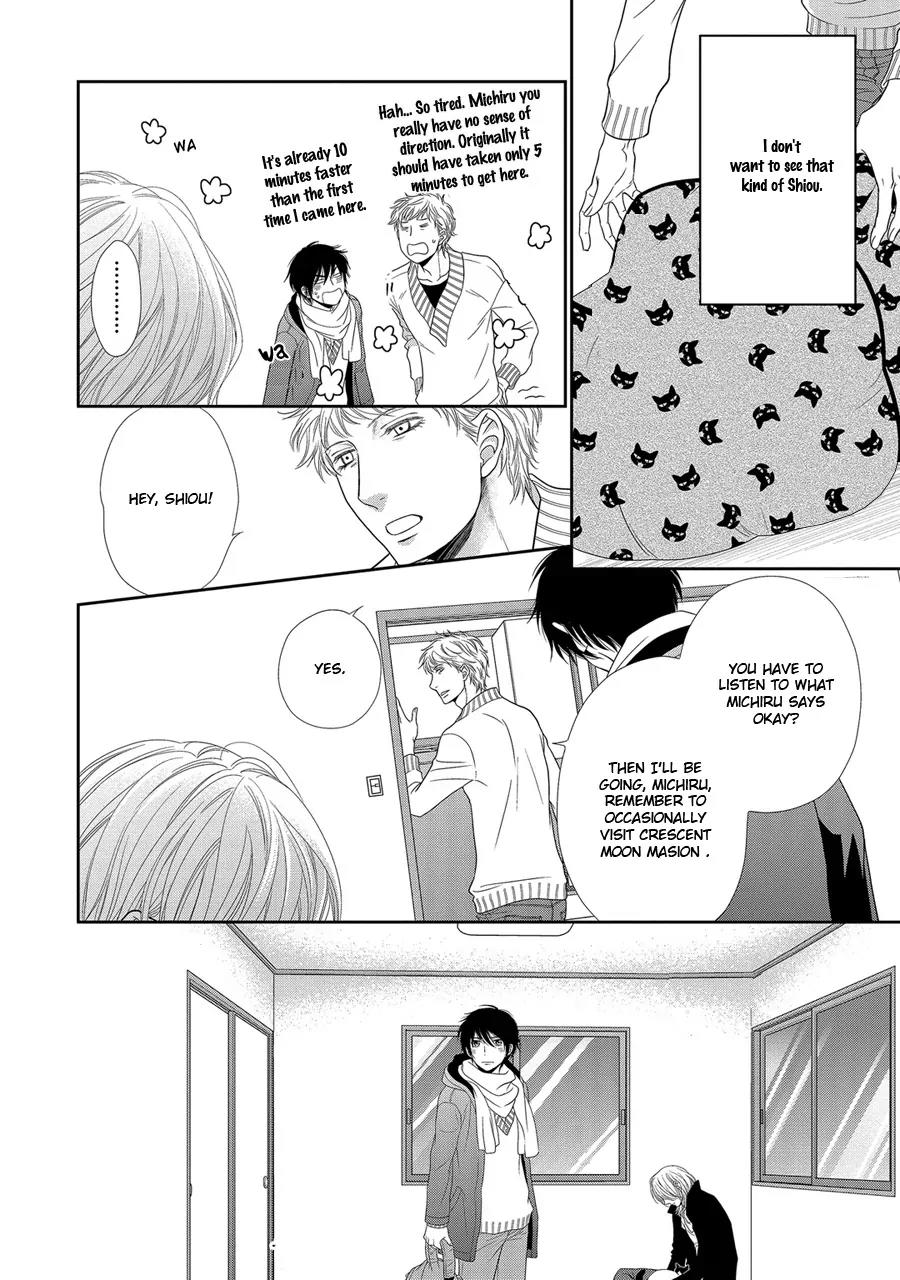 I don't
want to see that
kind of Shiou.
Hah... So tired. Michiru you
really have no sense of
direction. Originally it
should have taken only 5
minutes to get here.
It's already 10
minutes faster
than the first
time I came here.
WA
wa
.........
HEY, SHIOU!
YOU HAVE TO
LISTEN TO WHAT
MICHIRU SAYS
OKAY?
THEN I'LL BE
GOING, MICHIRU,
REMEMBER TO
OCCASIONALLY
VISIT CRESCENT
MOON MASION .
YES.